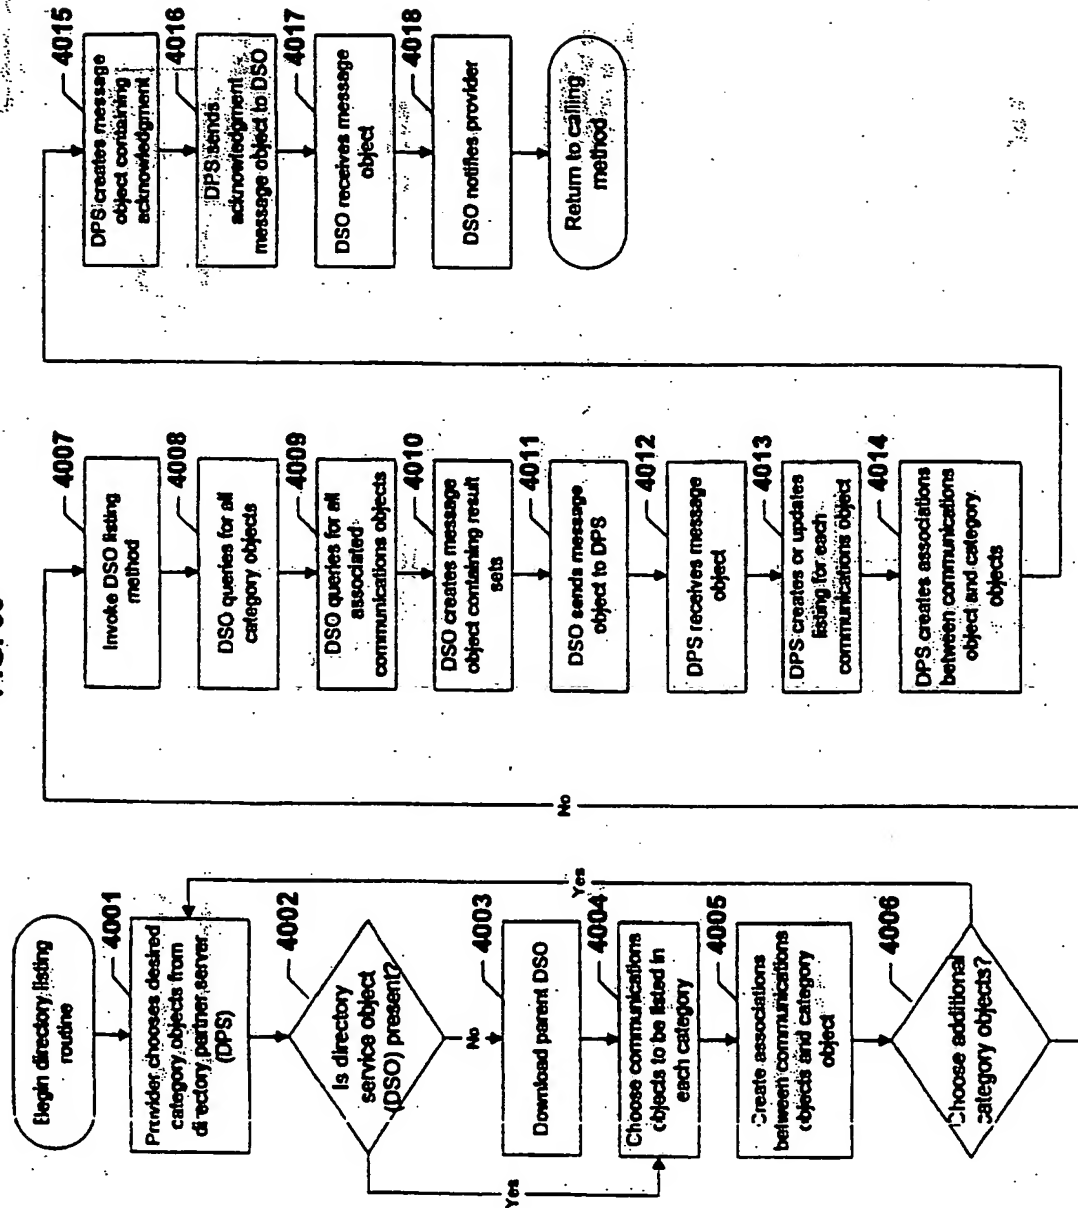 Begin directory listing
routine
4001
Provider chooses desired
category objects from
directory partner server
(DPS)
4002
Is directory
service object
(DSO) present?
Yes
No
4003
Download parent DSO
4004
Choose communications
objects to be listed in
each category
4005
Create associations
between communications
objects and category
object
4006
Choose additional
category objects?
Yes
No
4007
Invoke DSO listing
method
4008
DSO queries for all
category objects
4009
DSO queries for all
associated
communications objects
4010
DSO creates message
object containing result
sets
4011
DSO sends message
object to DPS
4012
DPS receives message
object
4013
DPS creates or updates
listing for each
communications object
4014
DPS creates associations
between communications
object and category
objects
4015
DPS creates message
object containing
acknowledgment
4016
DPS sends
acknowledgment
message object to DSO
4017
DSO receives message
object
4018
DSO notifies provider
Return to calling
method